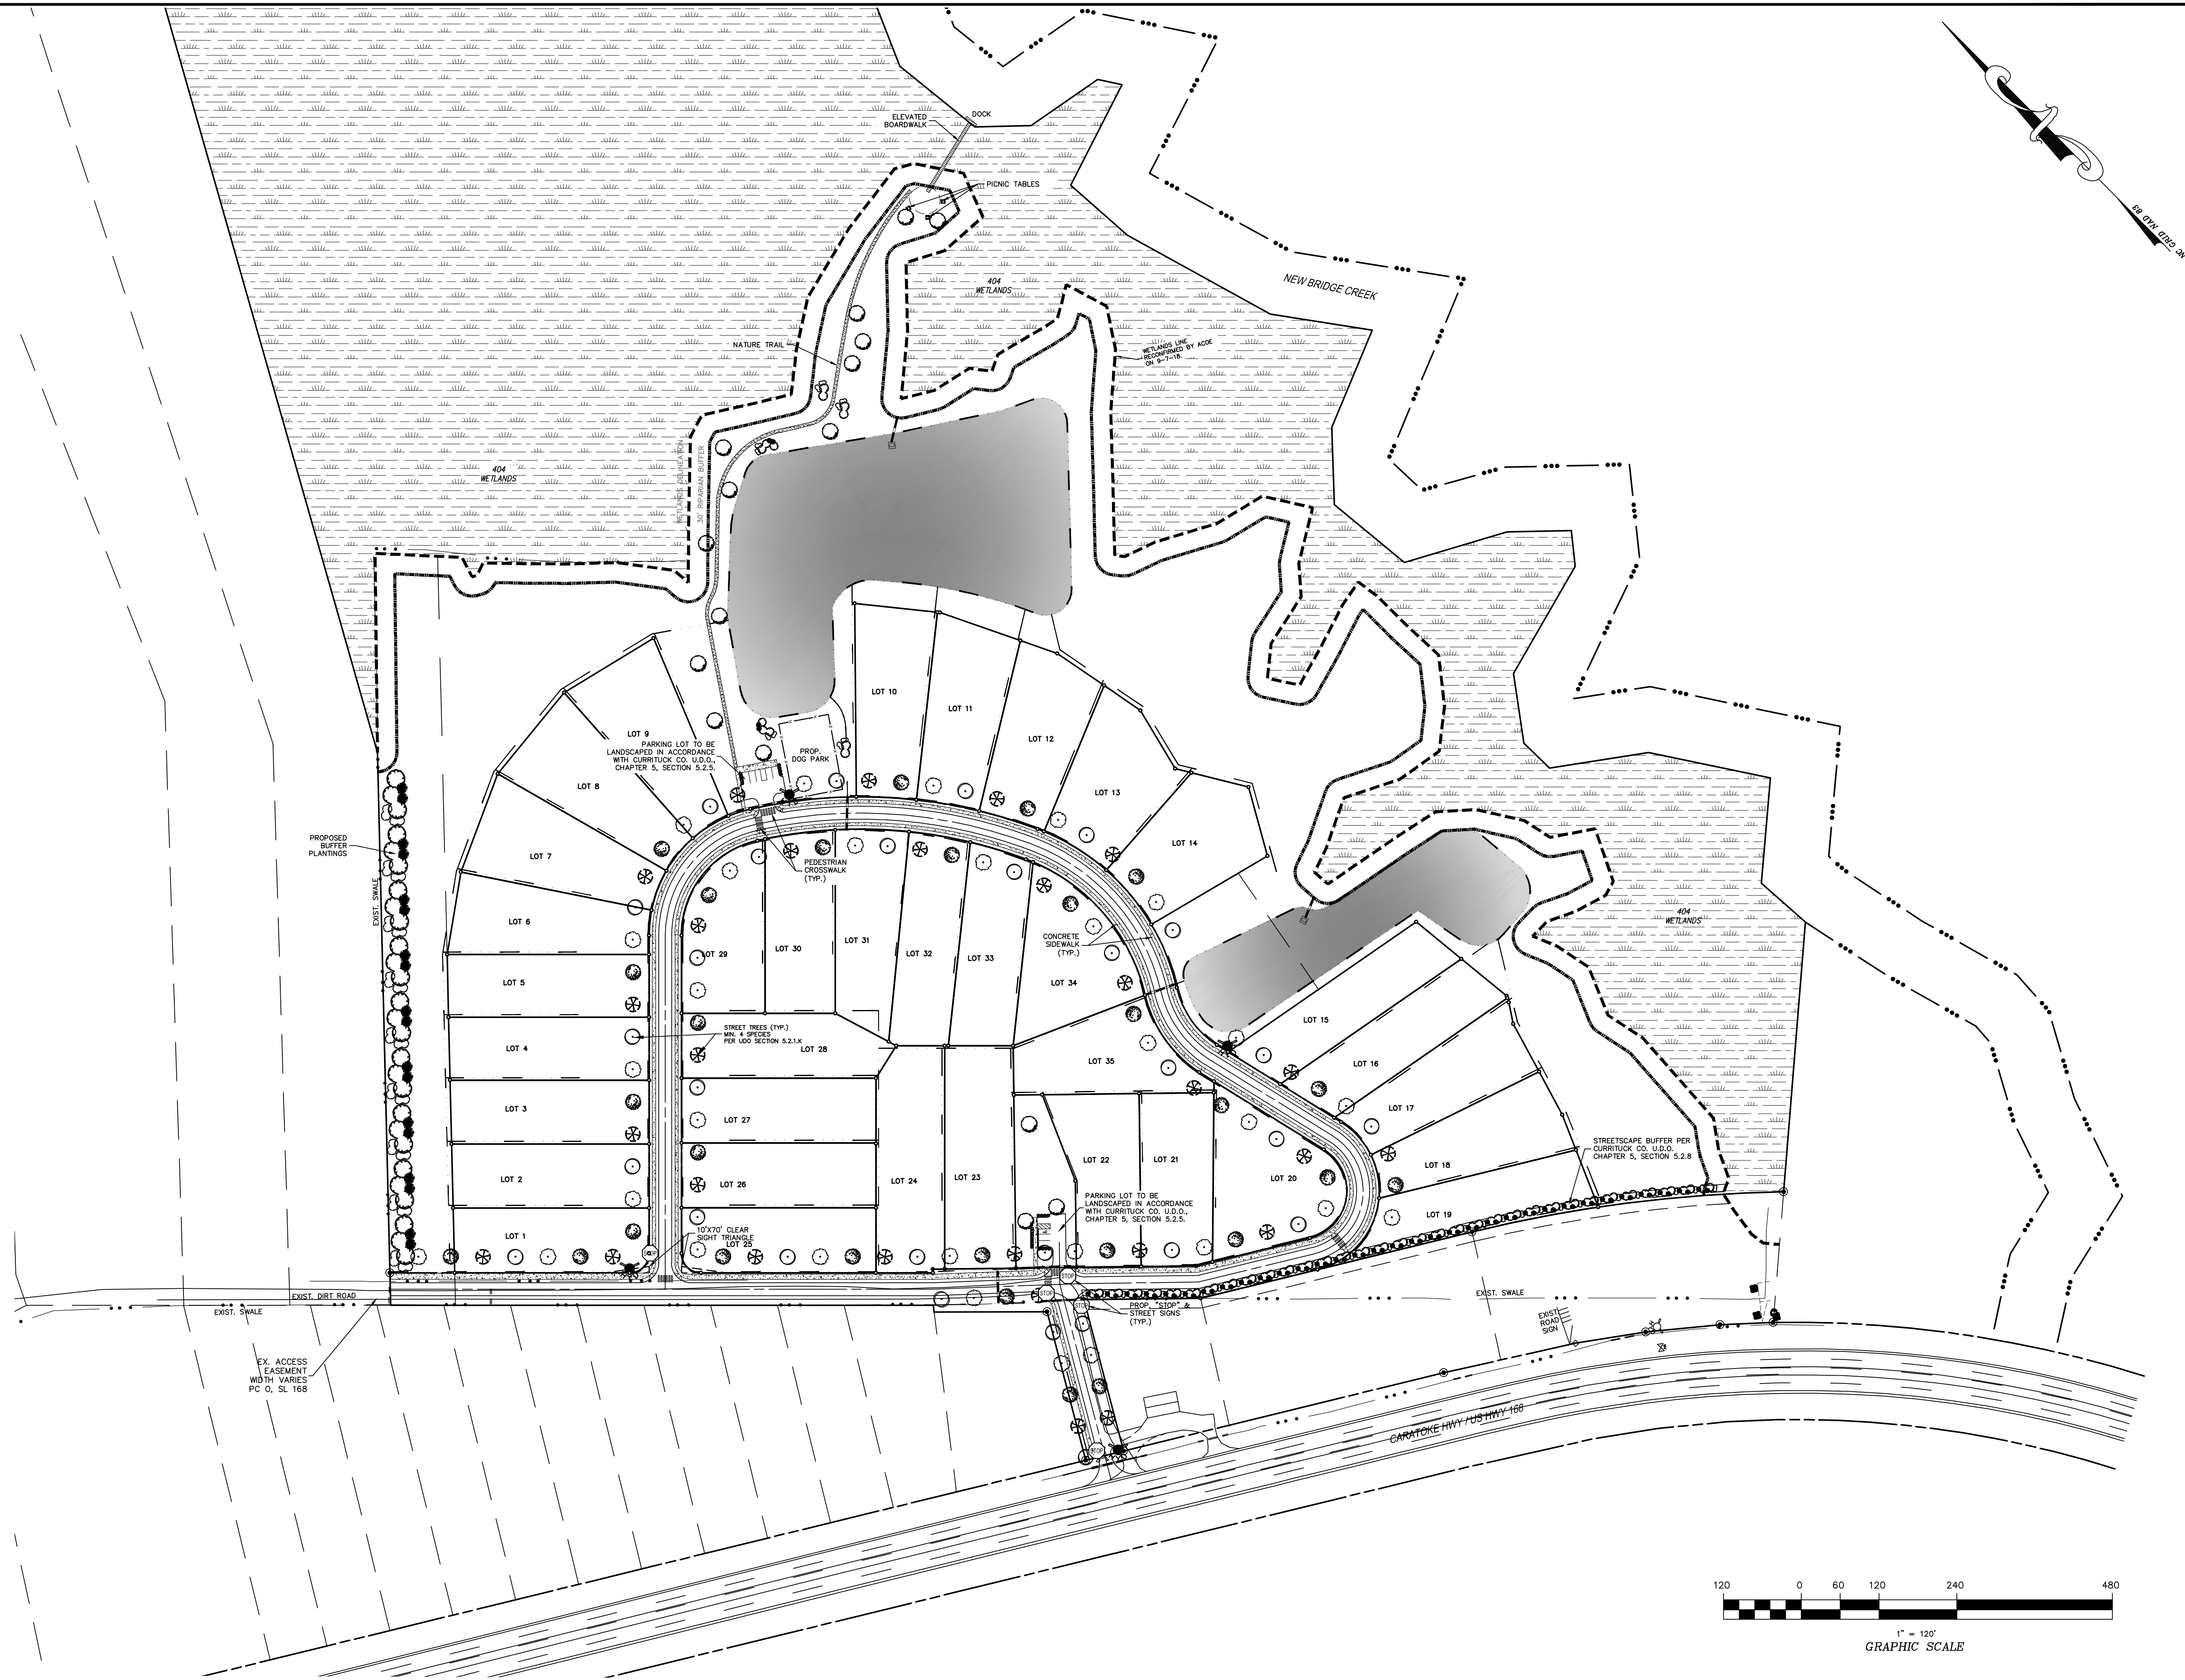 DOCK
ELEVATED
BOARDWALK
PICNIC TABLES
NC GRID NAD 83
404
WETLANDS
NEW BRIDGE CREEK
NATURE TRAIL
WETLANDS LINE
RECONFIRMED BY ACOE
ON 9-7-18.
404
WETLANDS
WETLANDS DELINEATION
30' RIPARIAN BUFFER
LOT 10
LOT 11
LOT 12
LOT 13
LOT 14
LOT 9
PARKING LOT TO BE
LANDSCAPED IN ACCORDANCE
WITH CURRITUCK CO. U.D.O.,
CHAPTER 5, SECTION 5.2.5.
PROP.
DOG PARK
LOT 8
LOT 7
PROPOSED
BUFFER
PLANTINGS
EXIST. SWALE
PEDESTRIAN
CROSSWALK
(TYP.)
LOT 6
LOT 29
LOT 30
LOT 31
LOT 32
LOT 33
LOT 34
CONCRETE
SIDEWALK
(TYP.)
404
WETLANDS
LOT 5
LOT 15
STREET TREES (TYP.)
MIN. 4 SPECIES
PER UDO SECTION 5.2.1.K
LOT 4
LOT 28
LOT 35
LOT 16
LOT 3
LOT 27
LOT 17
STREETSCAPE BUFFER PER
CURRITUCK CO. U.D.O.
CHAPTER 5, SECTION 5.2.8
LOT 2
LOT 26
LOT 24
LOT 23
LOT 22
LOT 21
LOT 20
LOT 18
PARKING LOT TO BE
LANDSCAPED IN ACCORDANCE
WITH CURRITUCK CO. U.D.O.,
CHAPTER 5, SECTION 5.2.5.
LOT 19
LOT 1
10'X70' CLEAR
SIGHT TRIANGLE
LOT 25
STOP
STOP
STOP
STOP
EXIST. DIRT ROAD
EXIST. SWALE
PROP. "STOP" &
STREET SIGNS
(TYP.)
EXIST. SWALE
EXIST.
ROAD
SIGN
EX. ACCESS
EASEMENT
WIDTH VARIES
PC O, SL 168
STOP
CARATOKE HWY / US HWY 168
120 0 60 120 240 480
1" = 120'
GRAPHIC SCALE